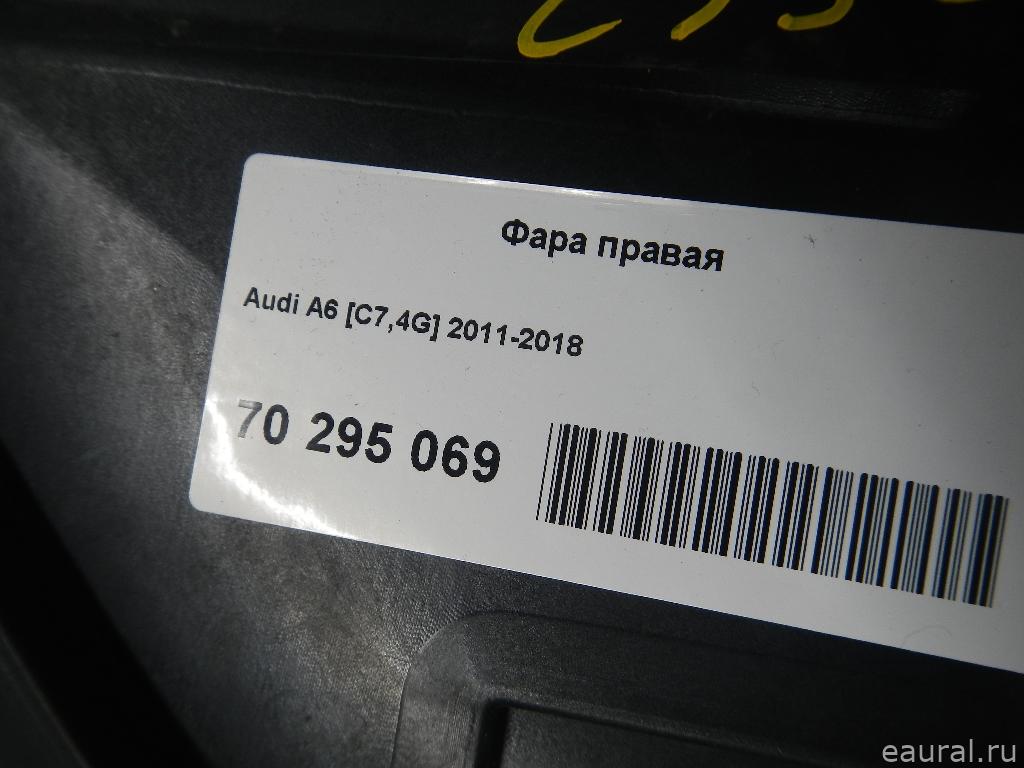 Фара правая
Audi A6 [C7,4G] 2011-2018
70 295 069
eaural.ru